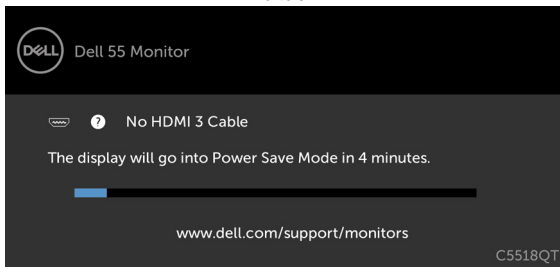 DELL
Dell 55 Monitor
? No HDMI 3 Cable
The display will go into Power Save Mode in 4 minutes.
www.dell.com/support/monitors
C5518QT